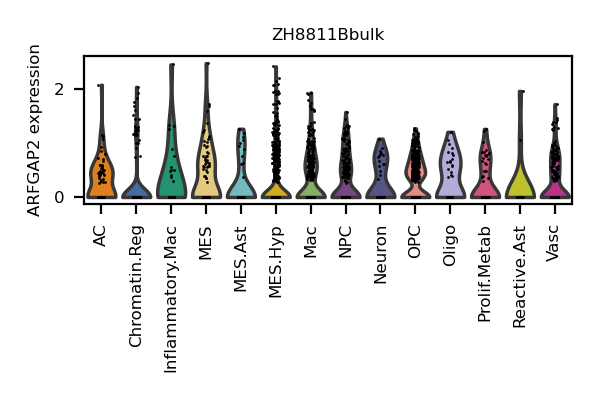 ZH8811Bbulk
ARFGAP2 expression
2
0
AC
Chromatin.Reg
Inflammatory.Mac
MES
MES.Ast
MES.Hyp
Mac
NPC
Neuron
OPC
Oligo
Prolif.Metab
Reactive.Ast
Vasc